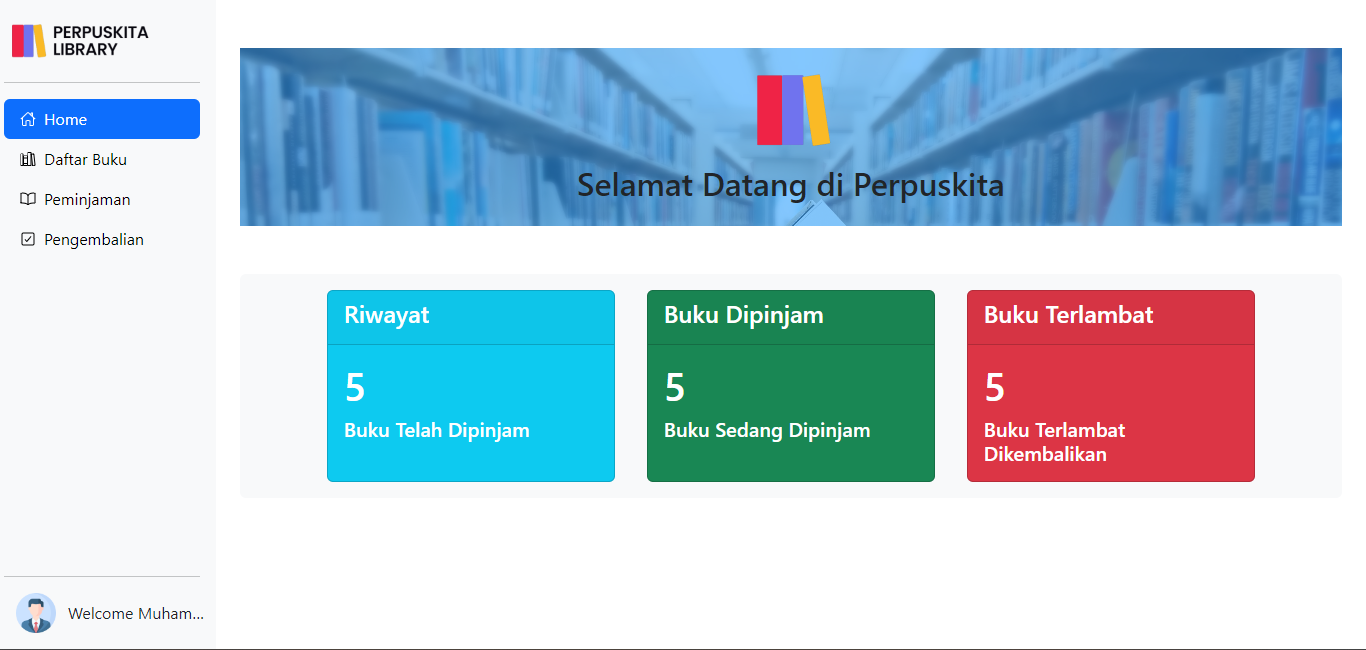 PERPUSKITA
LIBRARY
Home
Daftar Buku
Peminjaman
Pengembalian
Welcome Muham...
Selamat Datang di Perpuskita
Riwayat
5
Buku Telah Dipinjam
Buku Dipinjam
5
Buku Sedang Dipinjam
Buku Terlambat
5
Buku Terlambat
Dikembalikan